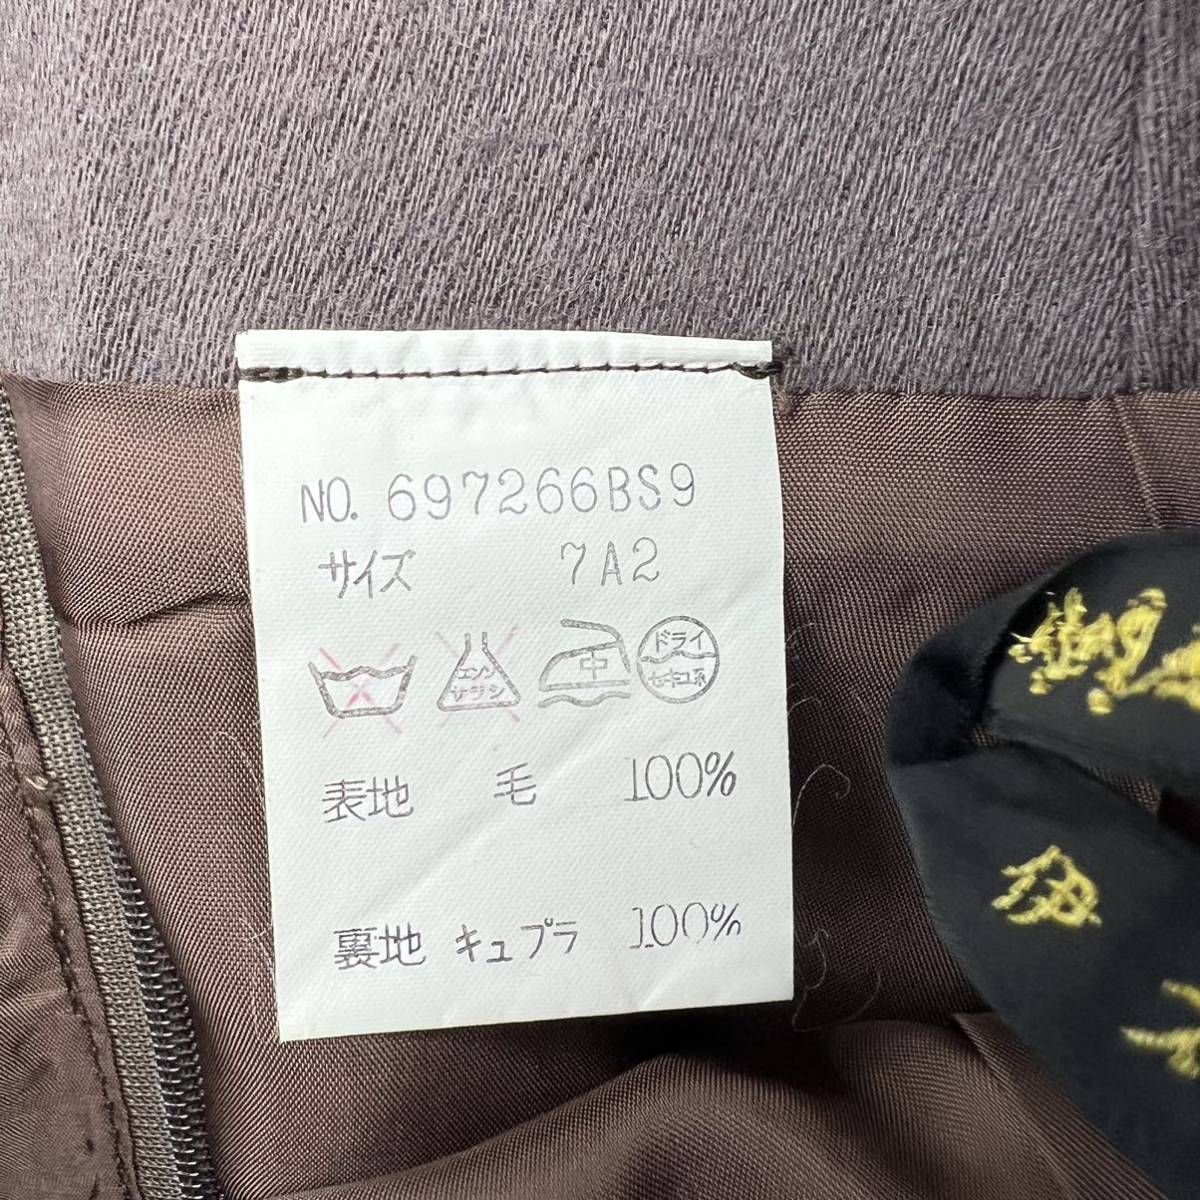 NO. 697266BS9
サイズ 7A2
エンソ
サラシ
中
ドライ
セキユ系
表地 毛 100%
裏地 キュプラ 100%
伊